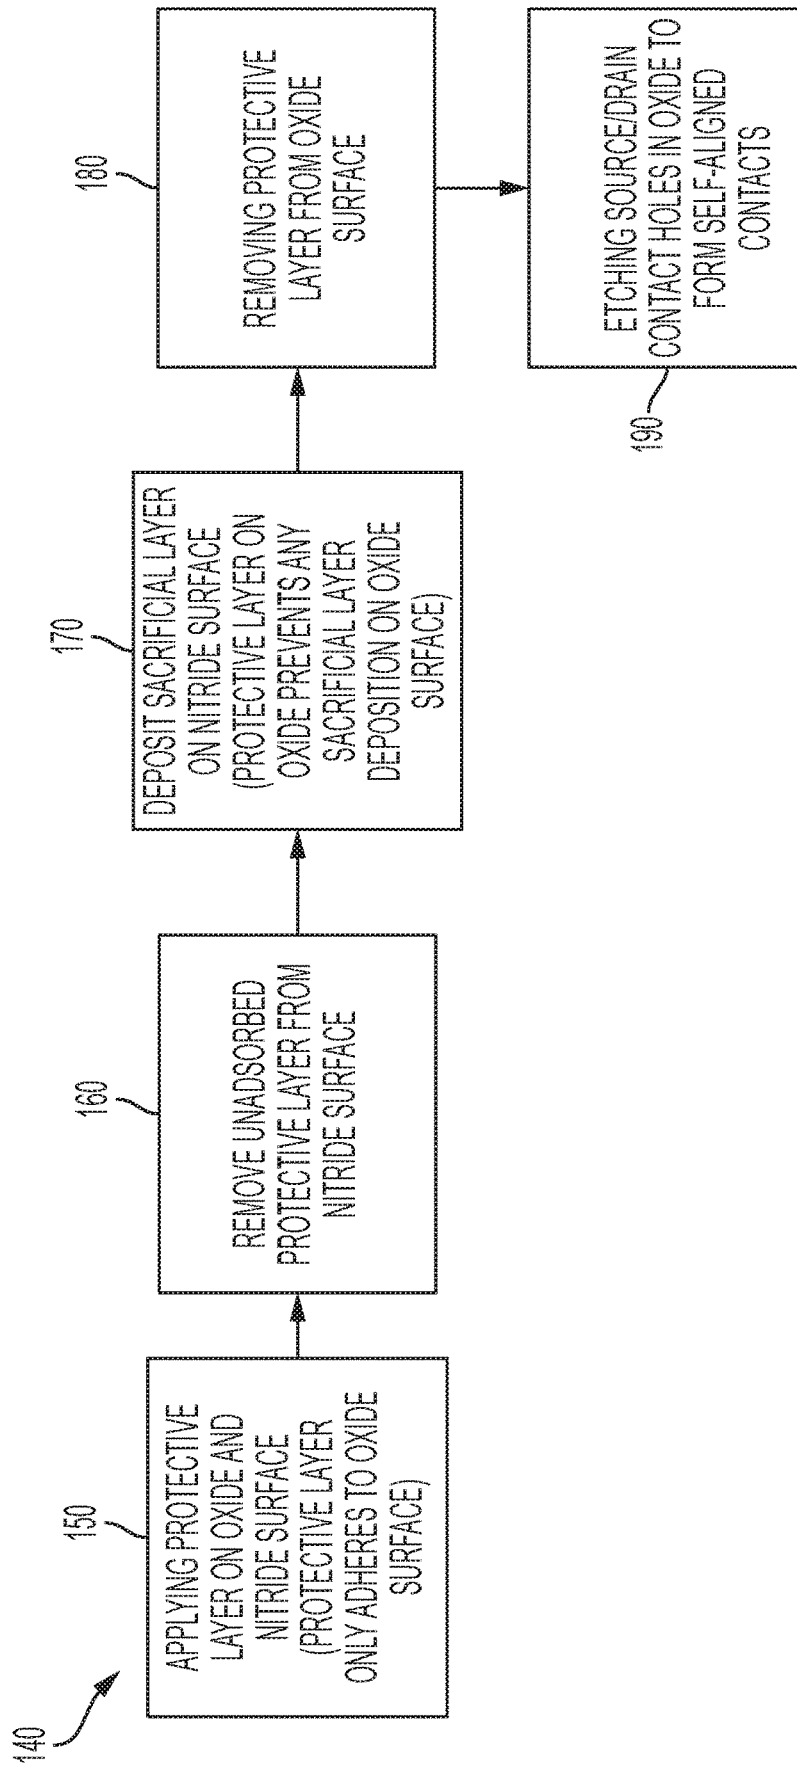 140
150
APPLYING PROTECTIVE
LAYER ON OXIDE AND
NITRIDE SURFACE
(PROTECTIVE LAYER
ONLY ADHERES TO OXIDE
SURFACE)
160
REMOVE UNADSORBED
PROTECTIVE LAYER FROM
NITRIDE SURFACE
170
DEPOSIT SACRIFICIAL LAYER
ON NITRIDE SURFACE
(PROTECTIVE LAYER ON
OXIDE PREVENTS ANY
SACRIFICIAL LAYER
DEPOSITION ON OXIDE
SURFACE)
180
REMOVING PROTECTIVE
LAYER FROM OXIDE
SURFACE
190
ETCHING SOURCE/DRAIN
CONTACT HOLES IN OXIDE TO
FORM SELF-ALIGNED
CONTACTS